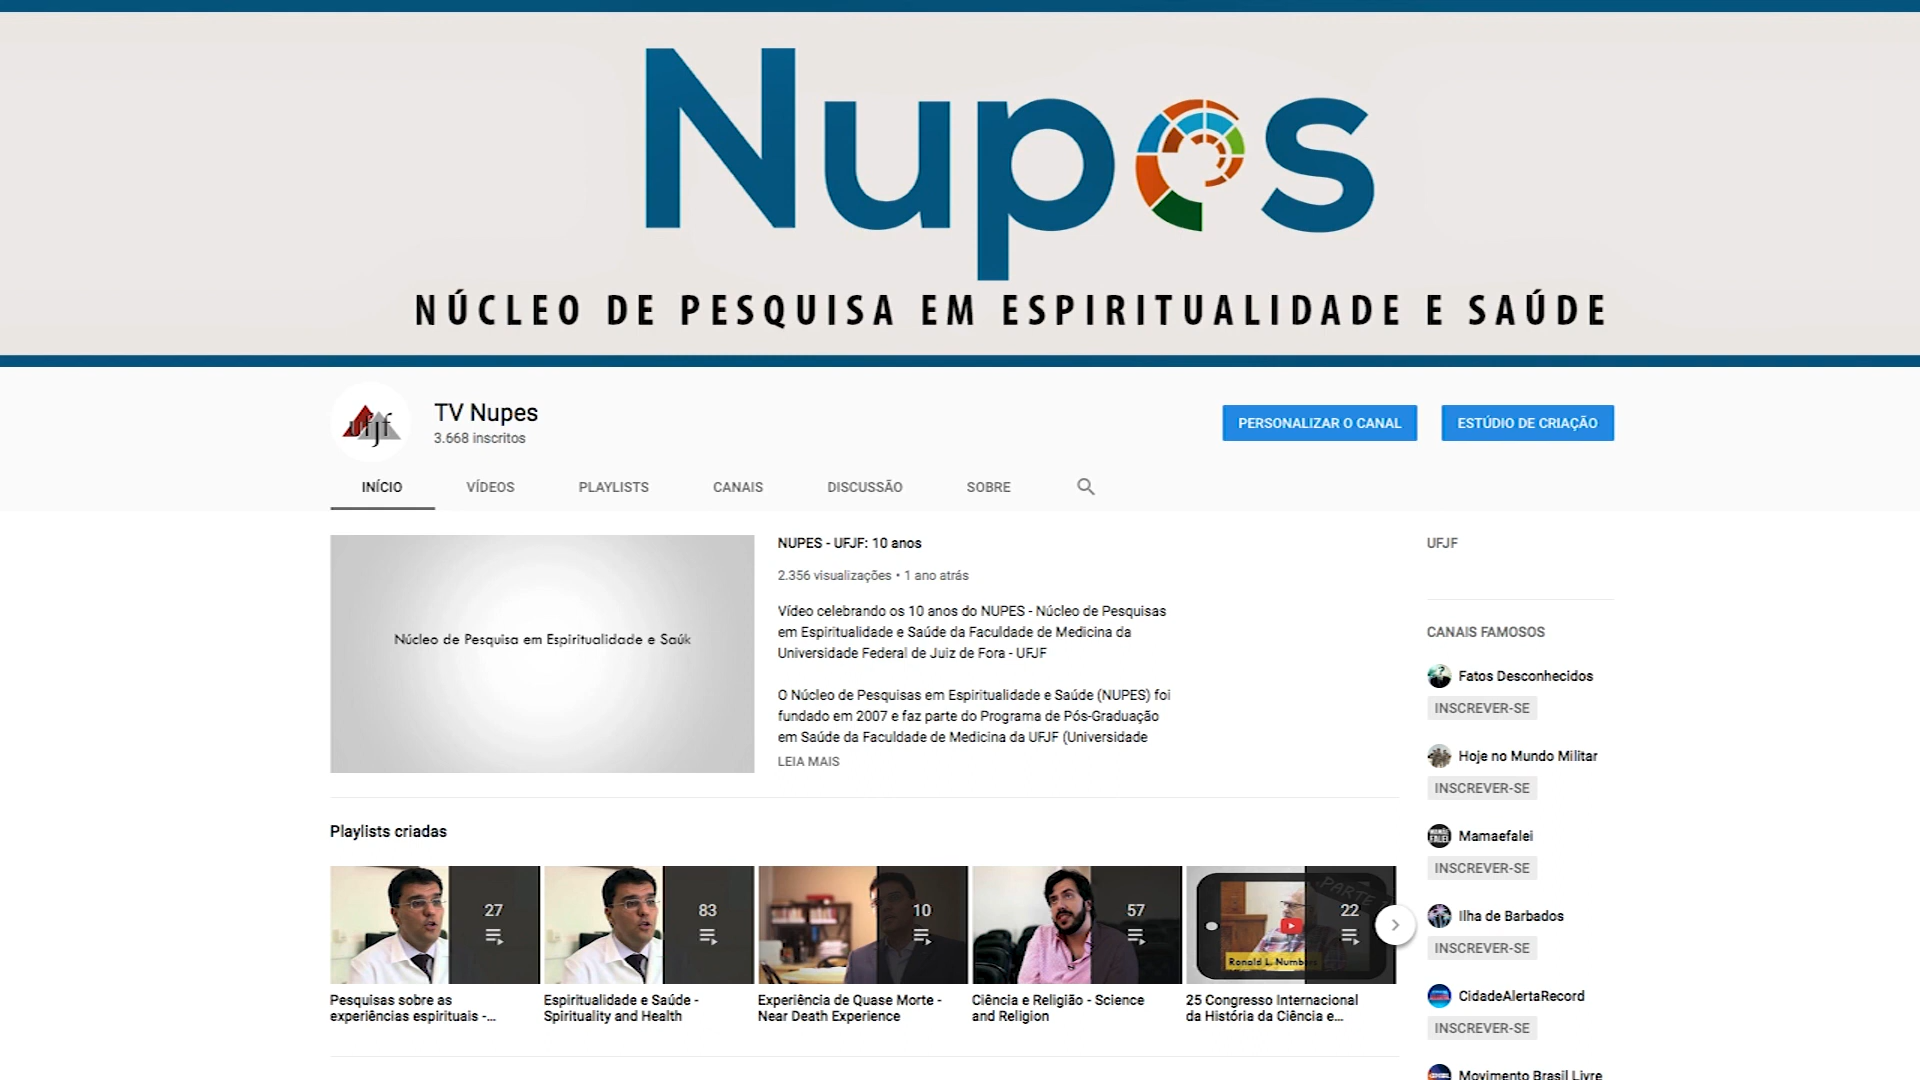 Nupes
NÚCLEO DE PESQUISA EM ESPIRITUALIDADE E SAÚDE
ufjf
TV Nupes
3.668 inscritos
PERSONALIZAR O CANAL
ESTÚDIO DE CRIAÇÃO
INÍCIO
VÍDEOS
PLAYLISTS
CANAIS
DISCUSSÃO
SOBRE
Núcleo de Pesquisa em Espiritualidade e Saúk
NUPES - UFJF: 10 anos
2.356 visualizações • 1 ano atrás
Vídeo celebrando os 10 anos do NUPES - Núcleo de Pesquisas
em Espiritualidade e Saúde da Faculdade de Medicina da
Universidade Federal de Juiz de Fora - UFJF
O Núcleo de Pesquisas em Espiritualidade e Saúde (NUPES) foi
fundado em 2007 e faz parte do Programa de Pós-Graduação
em Saúde da Faculdade de Medicina da UFJF (Universidade
LEIA MAIS
Playlists criadas
27
Pesquisas sobre as
experiências espirituais -...
83
Espiritualidade e Saúde -
Spirituality and Health
10
Experiência de Quase Morte -
Near Death Experience
57
Ciência e Religião - Science
and Religion
PARTE
22
Ronald L. Numbers
25 Congresso Internacional
da História da Ciência e...
UFJF
CANAIS FAMOSOS
Fatos Desconhecidos
INSCREVER-SE
Hoje no Mundo Militar
INSCREVER-SE
MAMÃE FALEI
Mamaefalei
INSCREVER-SE
Ilha de Barbados
INSCREVER-SE
CidadeAlertaRecord
INSCREVER-SE
Movimento Brasil Livre